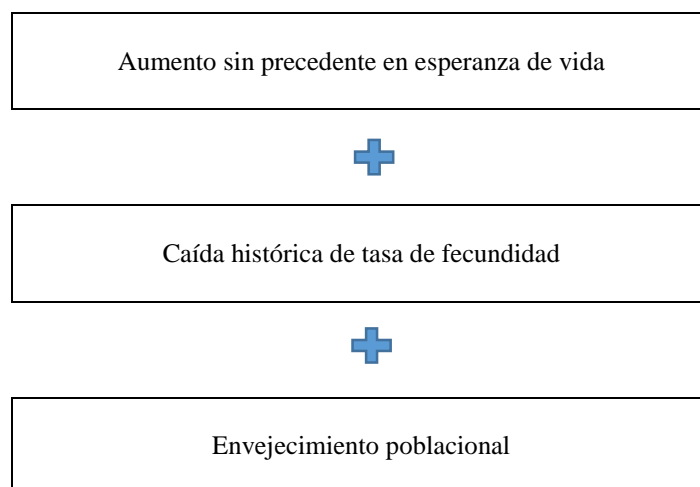 Aumento sin precedente en esperanza de vida
Caída histórica de tasa de fecundidad
Envejecimiento poblacional